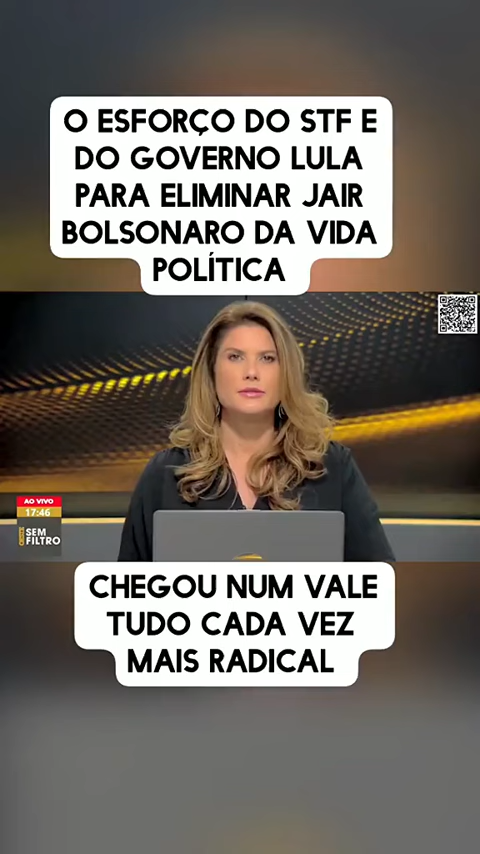 O ESFORÇO DO STF E
DO GOVERNO LULA
PARA ELIMINAR JAIR
BOLSONARO DA VIDA
POLÍTICA
AO VIVO
17:46
OESTE
SEM
FILTRO
CHEGOU NUM VALE
TUDO CADA VEZ
MAIS RADICAL